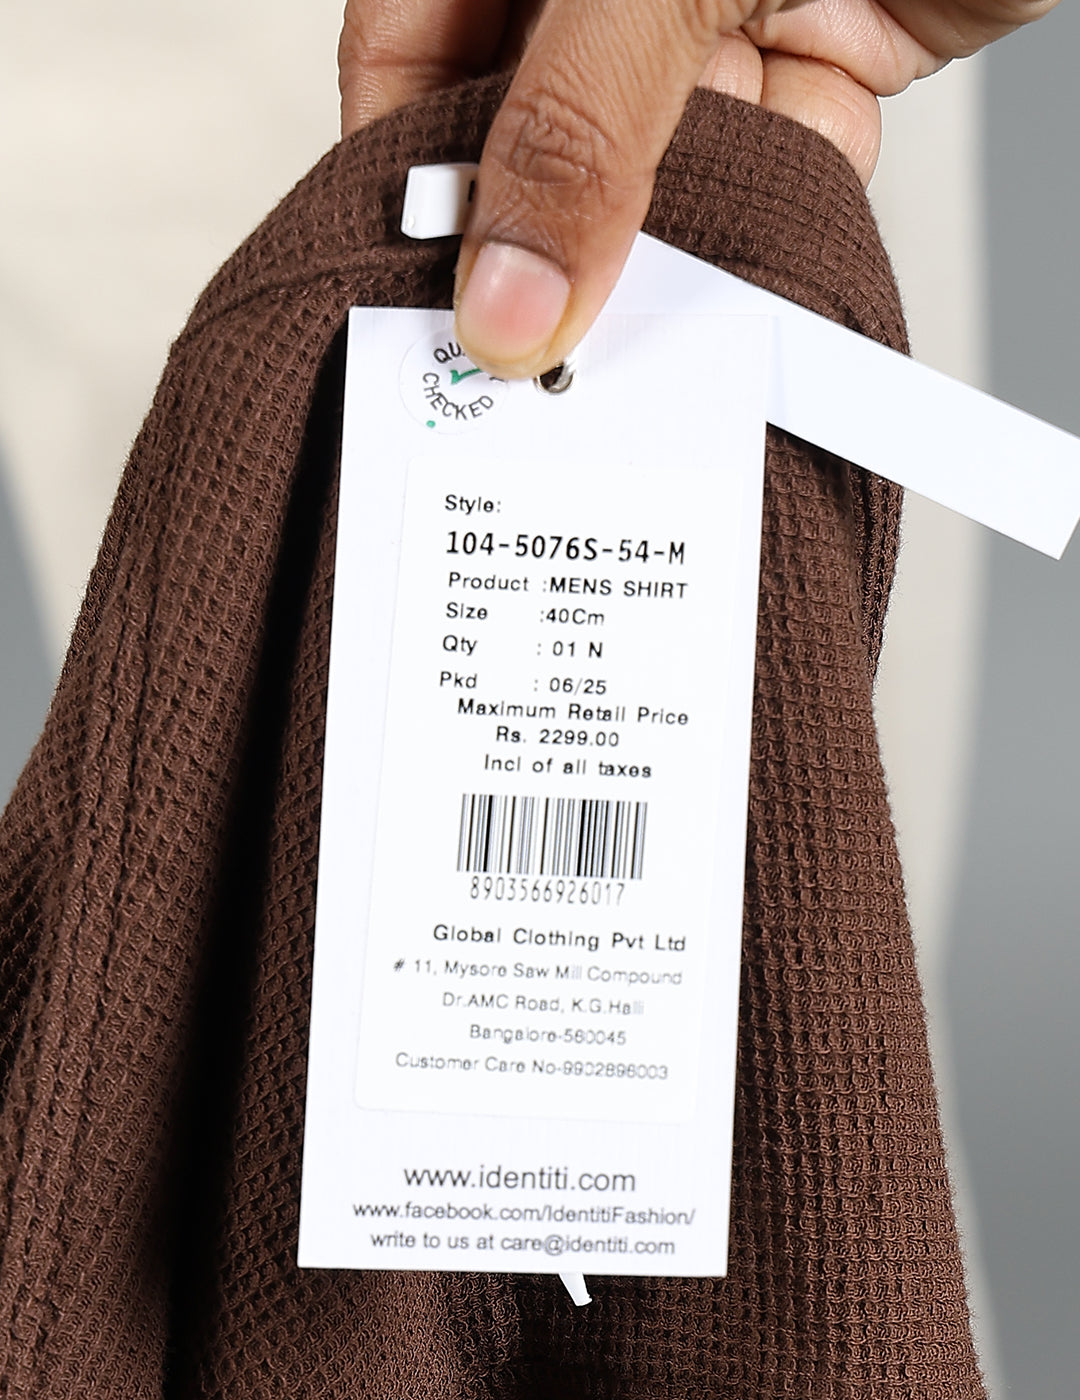 CHECKED
Style:
104-5076S-54-M
Product :MENS SHIRT
Size :40Cm
Qty : 01 N
Pkd : 06/25
Maximum Retail Price
Rs. 2299.00
Incl of all taxes
8903566926017
Global Clothing Pvt Ltd
# 11, Mysore Saw Mill Compound
Dr.AMC Road, K.G.Halli
Bangalore-560045
Customer Care No-9902896003
www.identiti.com
www.facebook.com/IdentitiFashion/
write to us at care@identiti.com